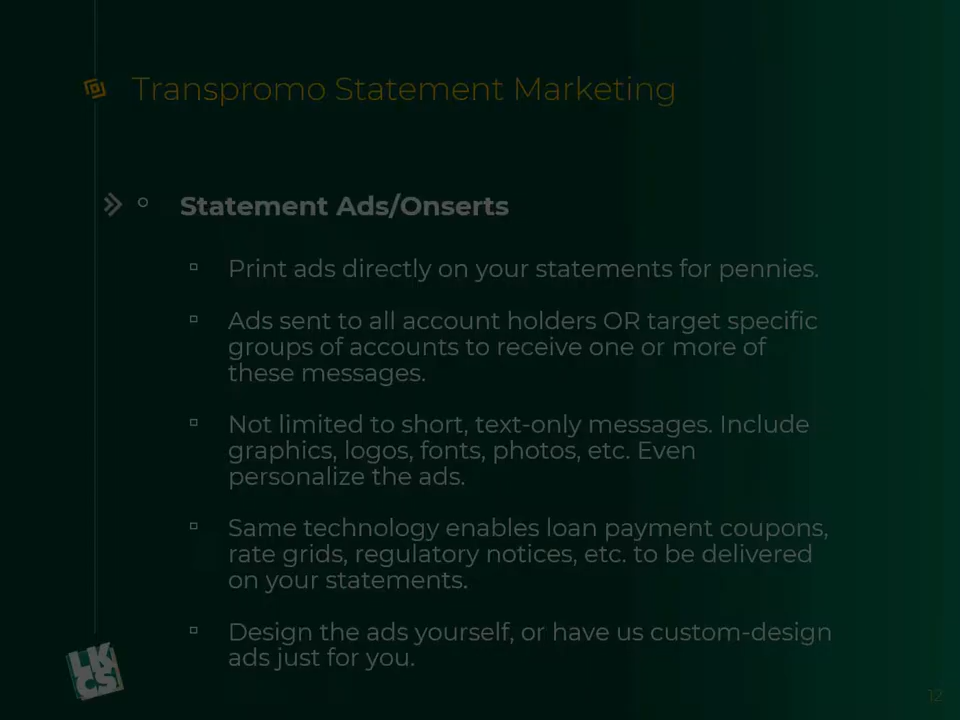 Transpromo Statement Marketing
Statement Ads/Onserts
Print ads directly on your statements for pennies.
Ads sent to all account holders OR target specific
groups of accounts to receive one or more of
these messages.
Not limited to short, text-only messages. Include
graphics, logos, fonts, photos, etc. Even
personalize the ads.
Same technology enables loan payment coupons,
rate grids, regulatory notices, etc. to be delivered
on your statements.
Design the ads yourself, or have us custom-design
ads just for you.
LK
CS
12